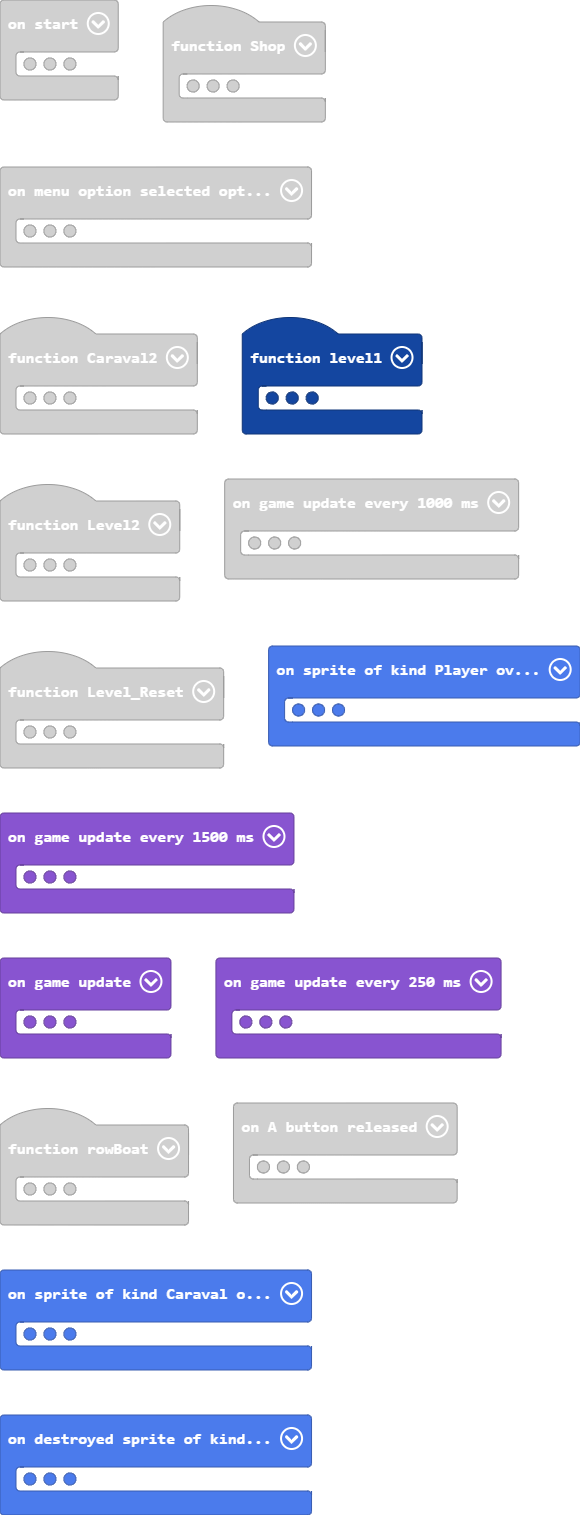 on start
function Shop
on menu option selected opt...
function Caraval2
function level1
function Level2
on game update every 1000 ms
function Level_Reset
on sprite of kind Player ov...
on game update every 1500 ms
on game update
on game update every 250 ms
function rowBoat
on A button released
on sprite of kind Caraval o...
on destroyed sprite of kind...